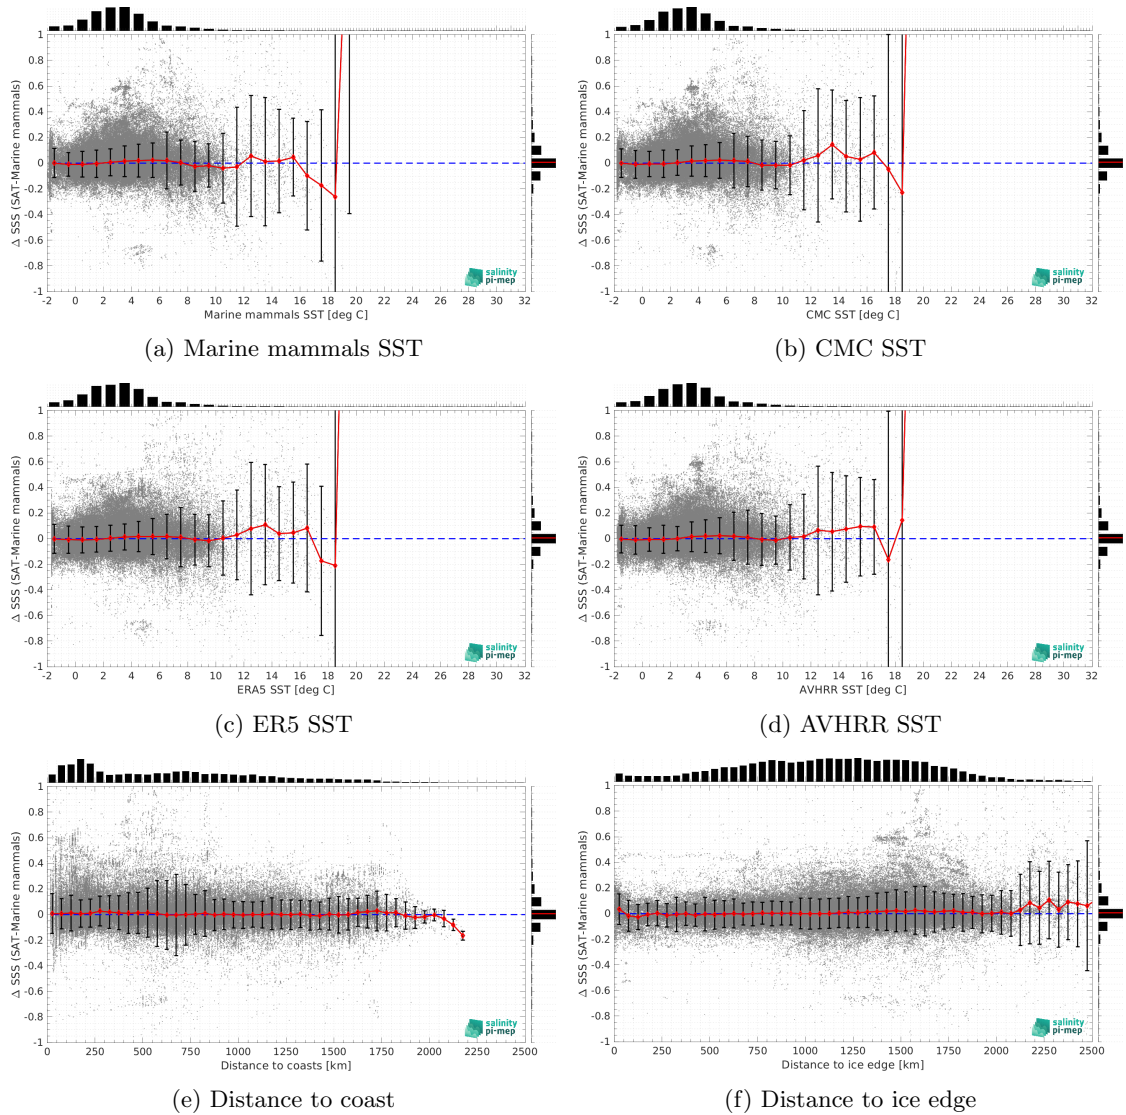 1
0.8
0.6
0.4
0.2
0
-0.2
-0.4
-0.6
-0.8
-1
Δ SSS (SAT-Marine mammals)
salinity
pi-mep
-2 0 2 4 6 8 10 12 14 16 18 20 22 24 26 28 30 32
Marine mammals SST [deg C]
(a) Marine mammals SST
1
0.8
0.6
0.4
0.2
0
-0.2
-0.4
-0.6
-0.8
-1
Δ SSS (SAT-Marine mammals)
salinity
pi-mep
-2 0 2 4 6 8 10 12 14 16 18 20 22 24 26 28 30 32
CMC SST [deg C]
(b) CMC SST
1
0.8
0.6
0.4
0.2
0
-0.2
-0.4
-0.6
-0.8
-1
Δ SSS (SAT-Marine mammals)
salinity
pi-mep
-2 0 2 4 6 8 10 12 14 16 18 20 22 24 26 28 30 32
ERA5 SST [deg C]
(c) ER5 SST
1
0.8
0.6
0.4
0.2
0
-0.2
-0.4
-0.6
-0.8
-1
Δ SSS (SAT-Marine mammals)
salinity
pi-mep
-2 0 2 4 6 8 10 12 14 16 18 20 22 24 26 28 30 32
AVHRR SST [deg C]
(d) AVHRR SST
1
0.8
0.6
0.4
0.2
0
-0.2
-0.4
-0.6
-0.8
-1
Δ SSS (SAT-Marine mammals)
salinity
pi-mep
0 250 500 750 1000 1250 1500 1750 2000 2250 2500
Distance to coasts [km]
(e) Distance to coast
1
0.8
0.6
0.4
0.2
0
-0.2
-0.4
-0.6
-0.8
-1
Δ SSS (SAT-Marine mammals)
salinity
pi-mep
0 250 500 750 1000 1250 1500 1750 2000 2250 2500
Distance to ice edge [km]
(f) Distance to ice edge